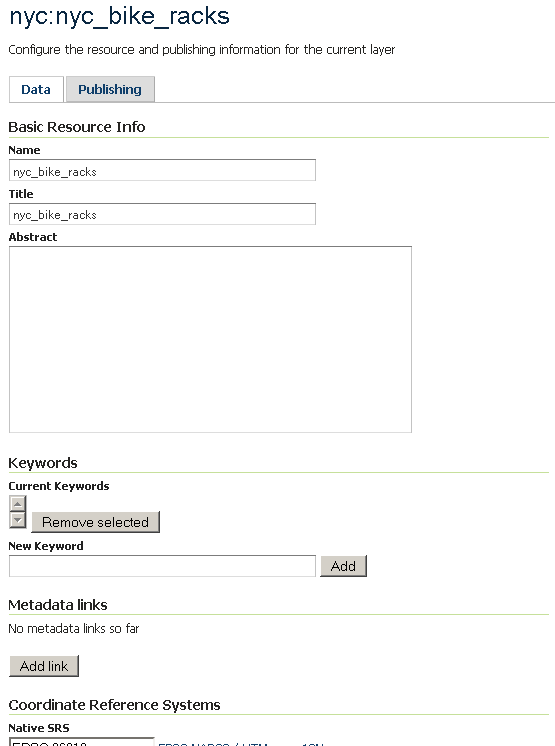 nyc:nyc_bike_racks
Configure the resource and publishing information for the current layer
Data Publishing
Basic Resource Info
Name
nyc_bike_racks
Title
nyc_bike_racks
Abstract
Keywords
Current Keywords
Remove selected
New Keyword
Add
Metadata links
No metadata links so far
Add link
Coordinate Reference Systems
Native SRS